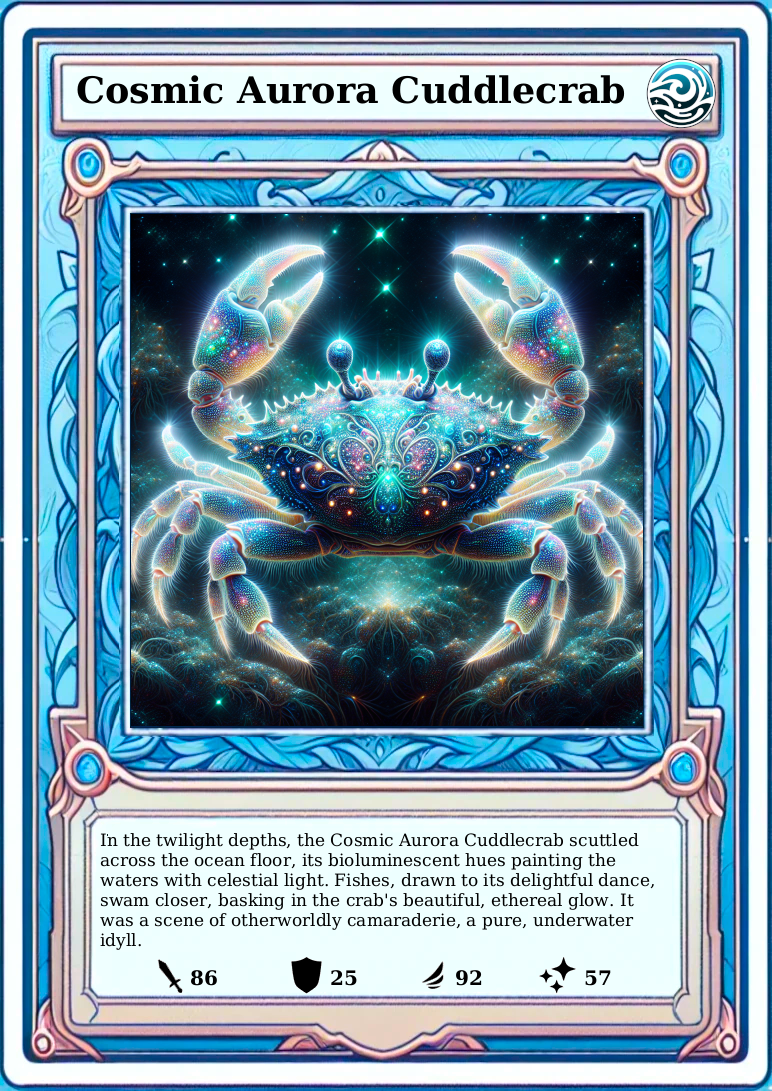 Cosmic Aurora Cuddlecrab
In the twilight depths, the Cosmic Aurora Cuddlecrab scuttled
across the ocean floor, its bioluminescent hues painting the
waters with celestial light. Fishes, drawn to its delightful dance,
swam closer, basking in the crab's beautiful, ethereal glow. It
was a scene of otherworldly camaraderie, a pure, underwater
idyll.
86 25 92 57